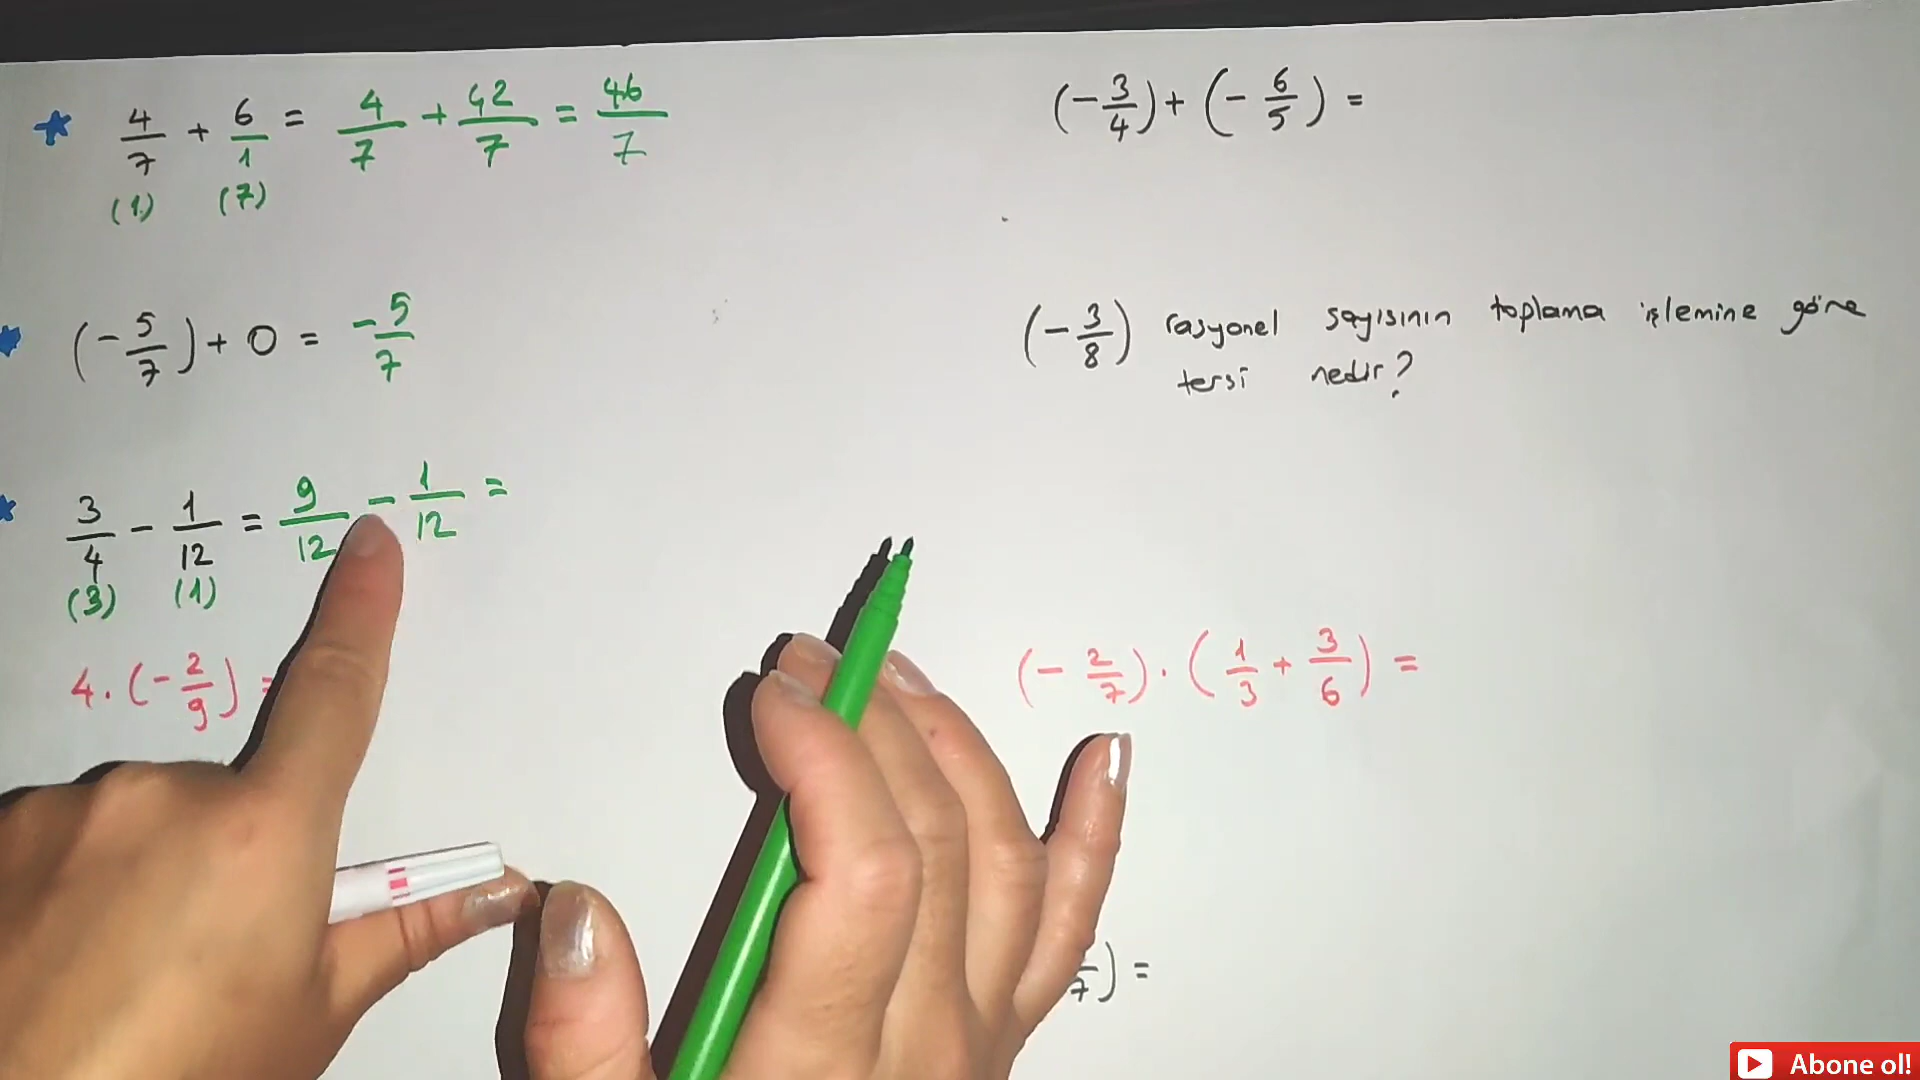 4/7 + 6/1 = 4/7 + 42/7 = 46/7
(1) (7)
(-5/7) + 0 = -5/7
3/4 - 1/12 = 9/12 - 1/12 =
(3) (1)
4 . (-2/9) =
(-3/4) + (-6/5) =
(-3/8) rasyonel sayısının toplama işlemine göre
tersi nedir?
(-2/7) . (1/3 + 3/6) =
7) =
Abone ol!